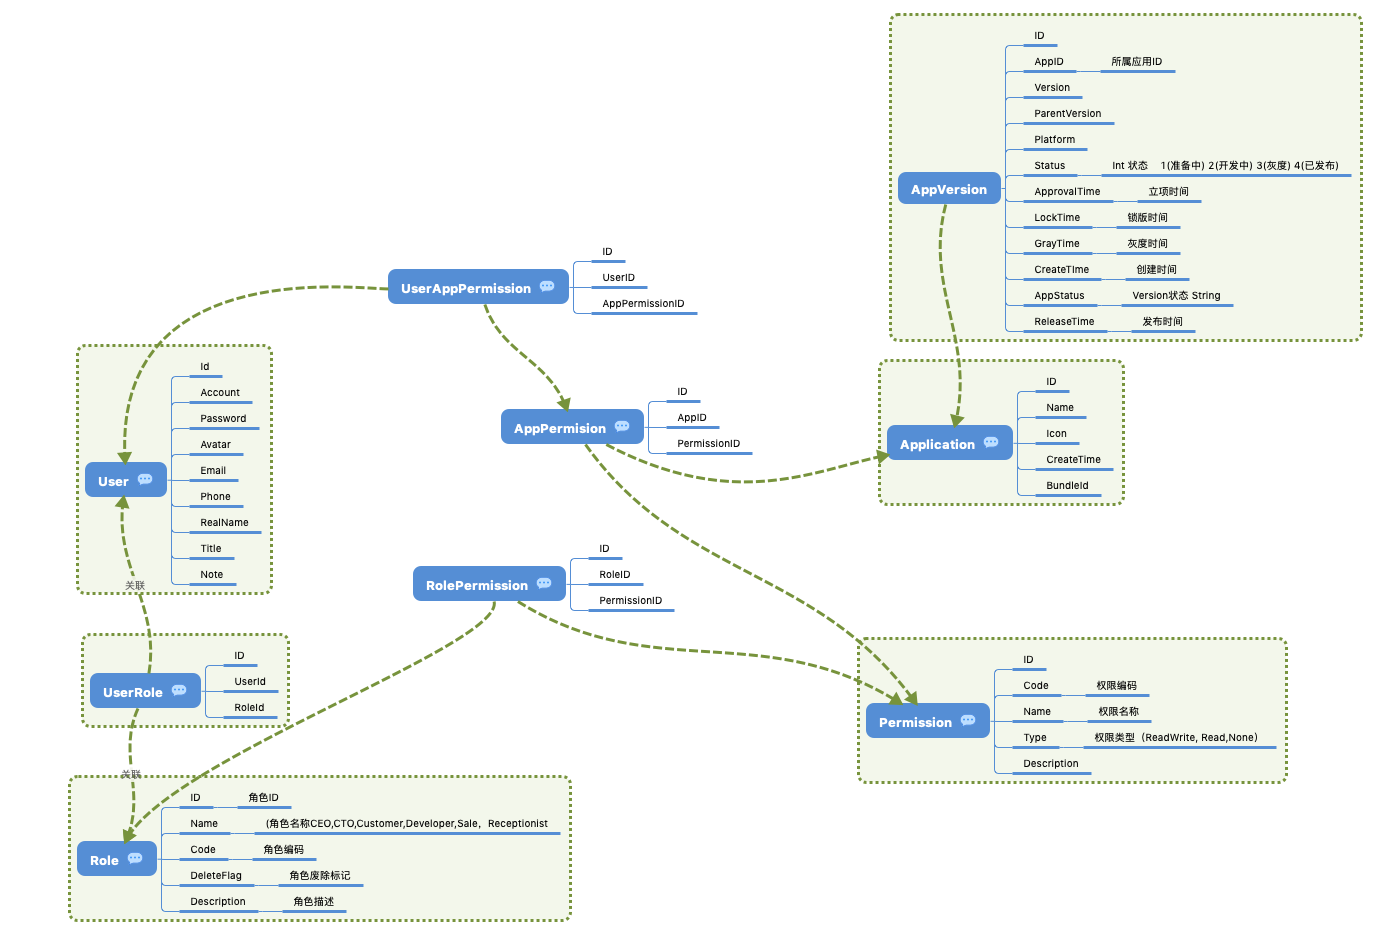 AppVersion
ID
AppID 所属应用ID
Version
ParentVersion
Platform
Status Int 状态 1(准备中) 2(开发中) 3(灰度) 4(已发布)
ApprovalTime 立项时间
LockTime 锁版时间
GrayTime 灰度时间
CreateTIme 创建时间
AppStatus Version状态 String
ReleaseTime 发布时间
UserAppPermission
ID
UserID
AppPermissionID
User
Id
Account
Password
Avatar
Email
Phone
RealName
Title
Note
AppPermision
ID
AppID
PermissionID
Application
ID
Name
Icon
CreateTime
BundleId
关联
RolePermission
ID
RoleID
PermissionID
UserRole
ID
UserId
RoleId
Permission
ID
Code 权限编码
Name 权限名称
Type 权限类型（ReadWrite, Read,None）
Description
关联
Role
ID 角色ID
Name (角色名称CEO,CTO,Customer,Developer,Sale，Receptionist
Code 角色编码
DeleteFlag 角色废除标记
Description 角色描述